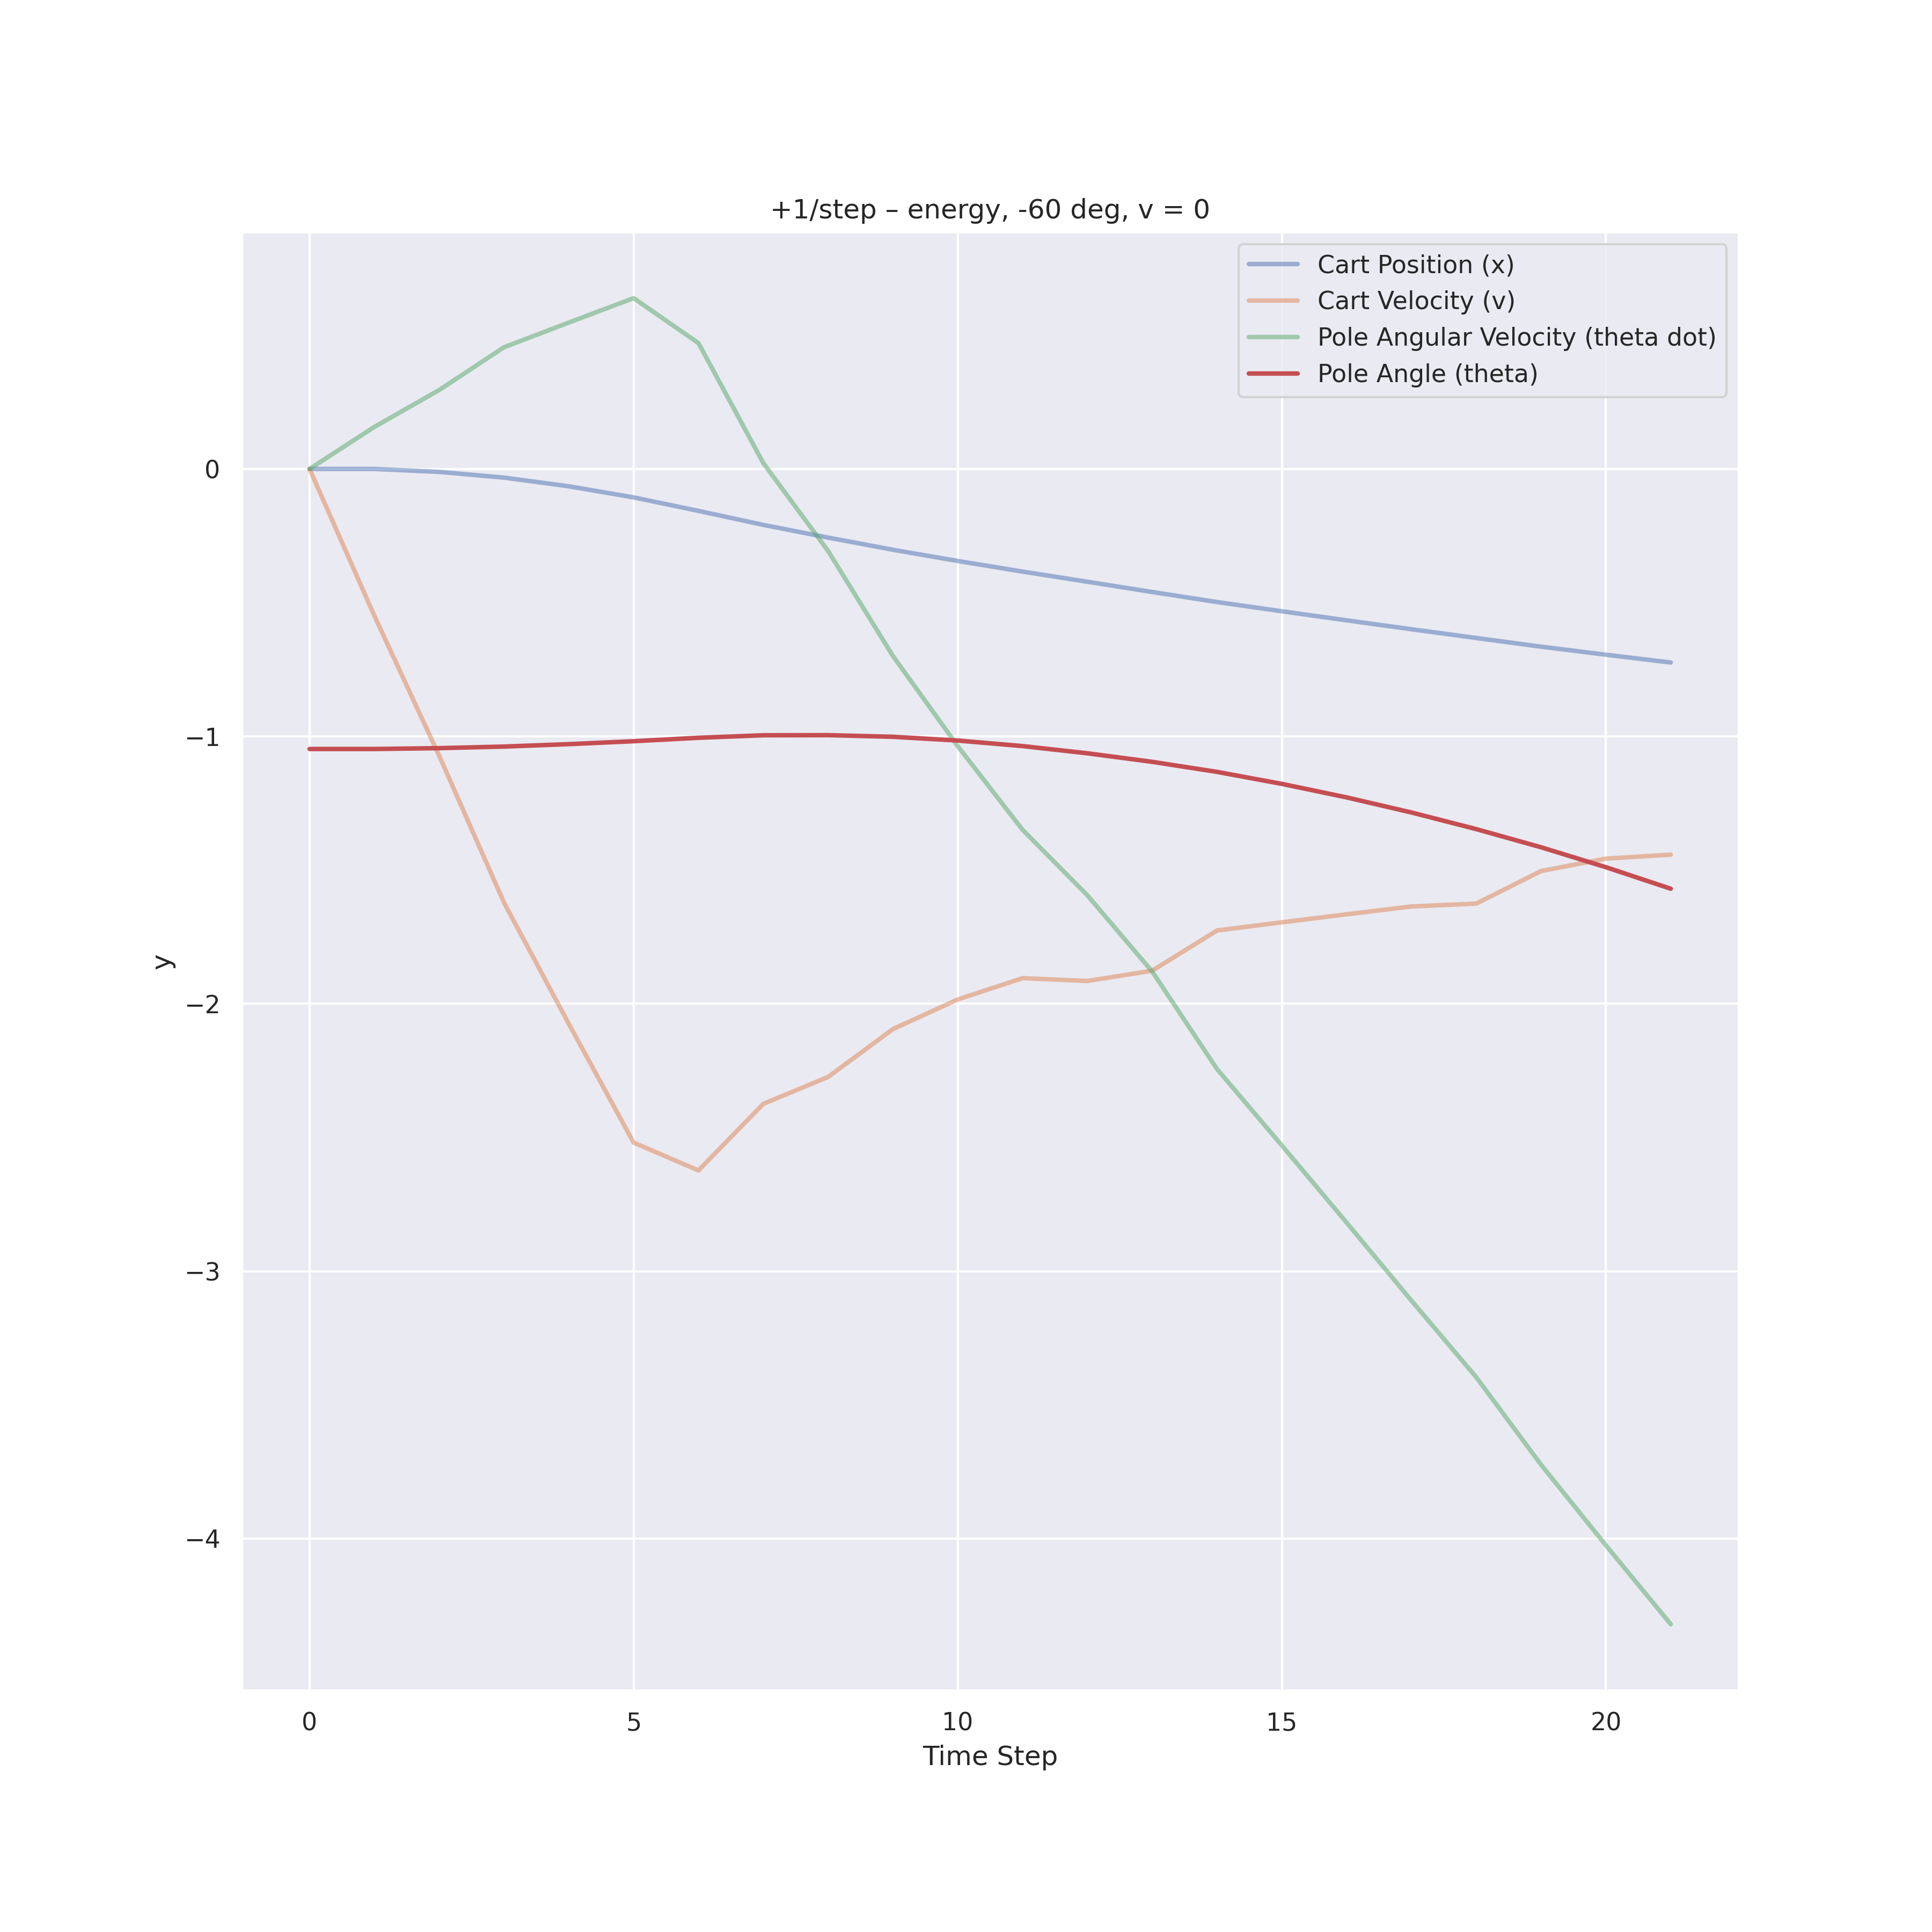 +1/step – energy, -60 deg, v = 0
Cart Position (x)
Cart Velocity (v)
Pole Angular Velocity (theta dot)
Pole Angle (theta)
0
−1
−2
−3
−4
y
0 5 10 15 20
Time Step